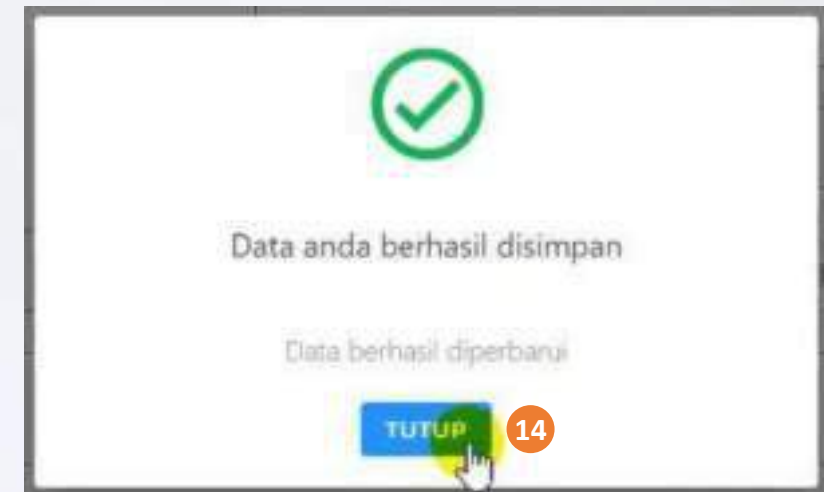 Data anda berhasil disimpan
Data berhasil diperbarui
TUTUP 14